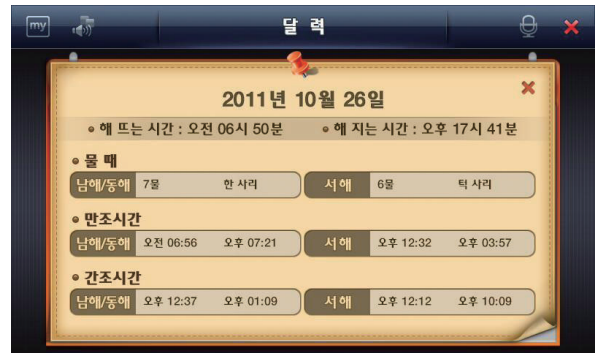 my
달 력
2011년 10월 26일
해 뜨는 시간 : 오전 06시 50분 해 지는 시간 : 오후 17시 41분
물 때
남해/동해 7물 한 사리 서해 6물 턱 사리
만조시간
남해/동해 오전 06:56 오후 07:21 서해 오후 12:32 오후 03:57
간조시간
남해/동해 오후 12:37 오후 01:09 서해 오후 12:12 오후 10:09